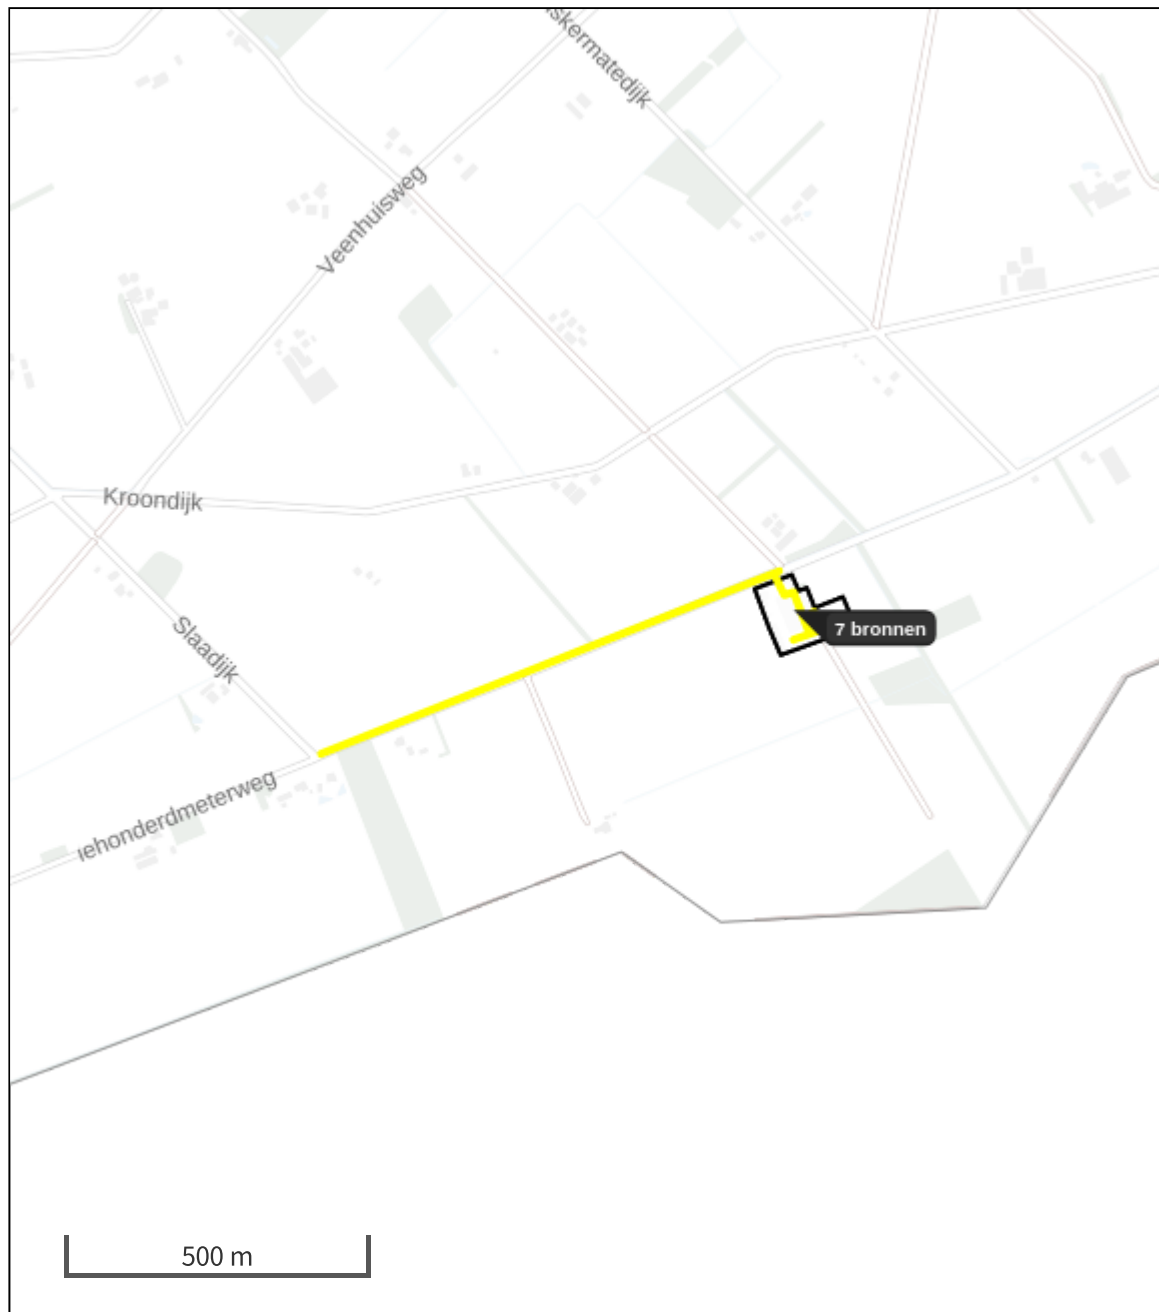 skermatedijk
Veenhuisweg
Kroondijk
Slaadijk
7 bronnen
iehonderdmeterweg
500 m